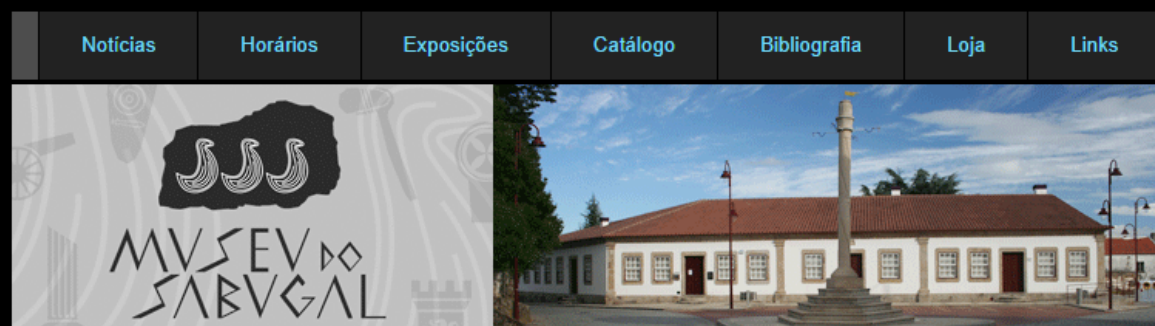 Notícias Horários Exposições Catálogo Bibliografia Loja Links
MVSEV DO
SABVGAL